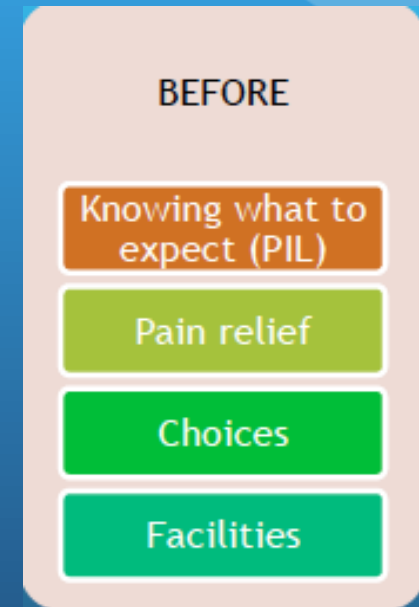 BEFORE
Knowing what to
expect (PIL)
Pain relief
Choices
Facilities